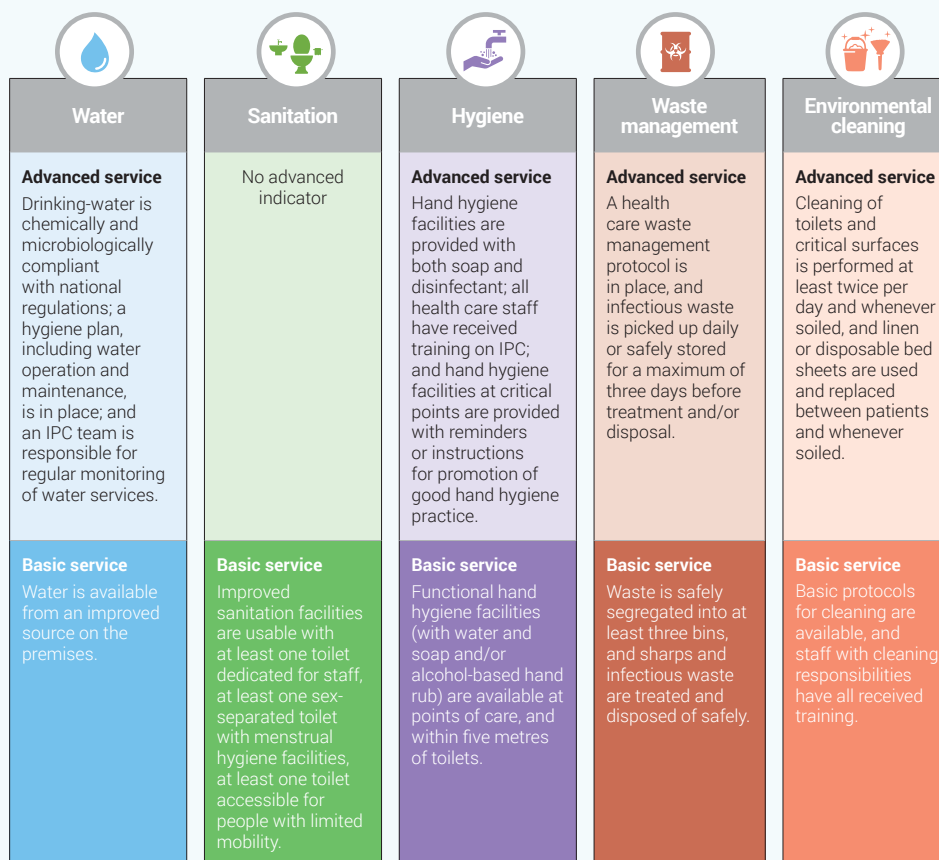 Water
Advanced service
Drinking-water is
chemically and
microbiologically
compliant
with national
regulations; a
hygiene plan,
including water
operation and
maintenance,
is in place; and
an IPC team is
responsible for
regular monitoring
of water services.
Basic service
Water is available
from an improved
source on the
premises.
Sanitation
No advanced
indicator
Basic service
Improved
sanitation facilities
are usable with
at least one toilet
dedicated for staff,
at least one sex-
separated toilet
with menstrual
hygiene facilities,
at least one toilet
accessible for
people with limited
mobility.
Hygiene
Advanced service
Hand hygiene
facilities are
provided with
both soap and
disinfectant; all
health care staff
have received
training on IPC;
and hand hygiene
facilities at critical
points are provided
with reminders
or instructions
for promotion of
good hand hygiene
practice.
Basic service
Functional hand
hygiene facilities
(with water and
soap and/or
alcohol-based hand
rub) are available at
points of care, and
within five metres
of toilets.
Waste
management
Advanced service
A health
care waste
management
protocol is
in place, and
infectious waste
is picked up daily
or safely stored
for a maximum of
three days before
treatment and/or
disposal.
Basic service
Waste is safely
segregated into at
least three bins,
and sharps and
infectious waste
are treated and
disposed of safely.
Environmental
cleaning
Advanced service
Cleaning of
toilets and
critical surfaces
is performed at
least twice per
day and whenever
soiled, and linen
or disposable bed
sheets are used
and replaced
between patients
and whenever
soiled.
Basic service
Basic protocols
for cleaning are
available, and
staff with cleaning
responsibilities
have all received
training.